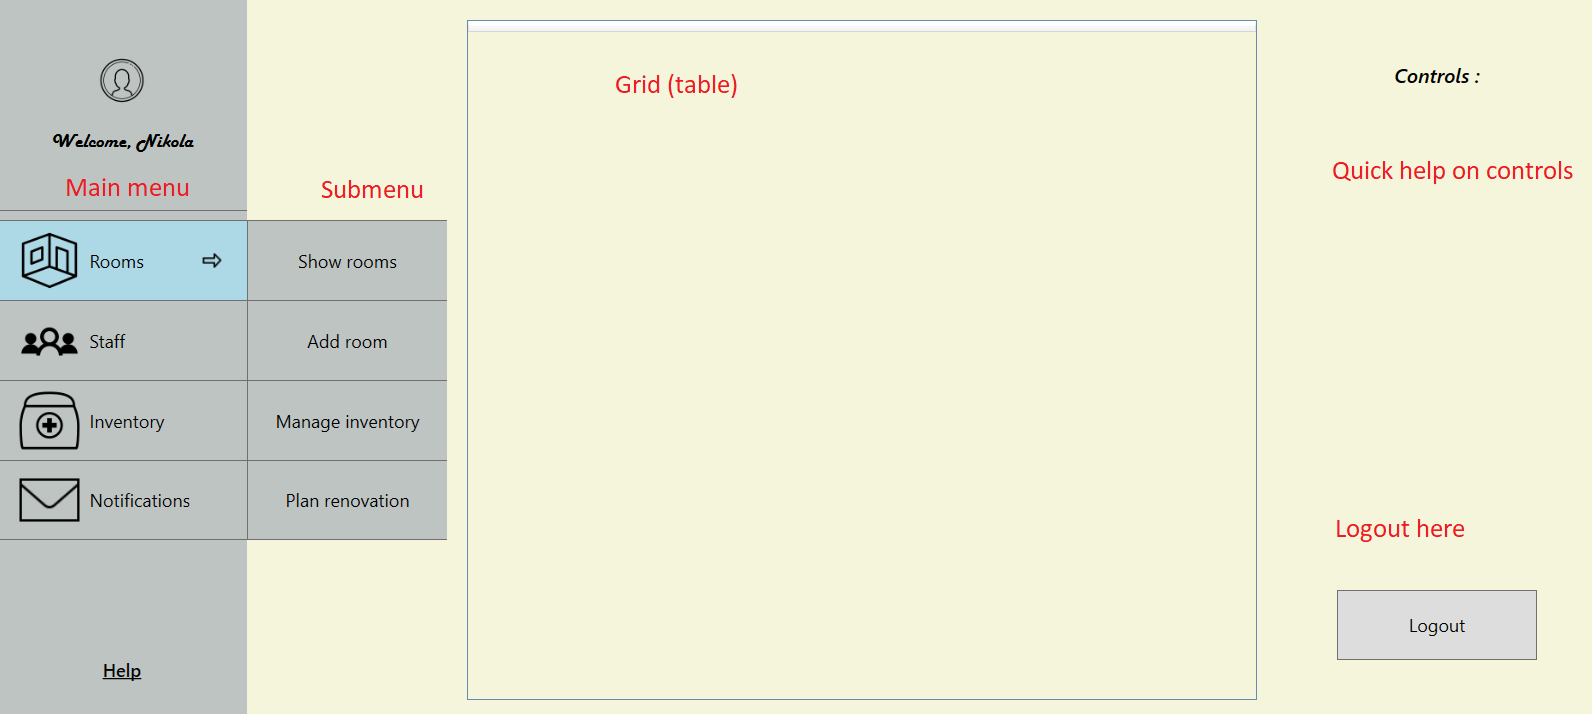 Welcome, Nikola
Main menu
Rooms
Staff
Inventory
Notifications
Help
Submenu
Show rooms
Add room
Manage inventory
Plan renovation
Grid (table)
Controls :
Quick help on controls
Logout here
Logout